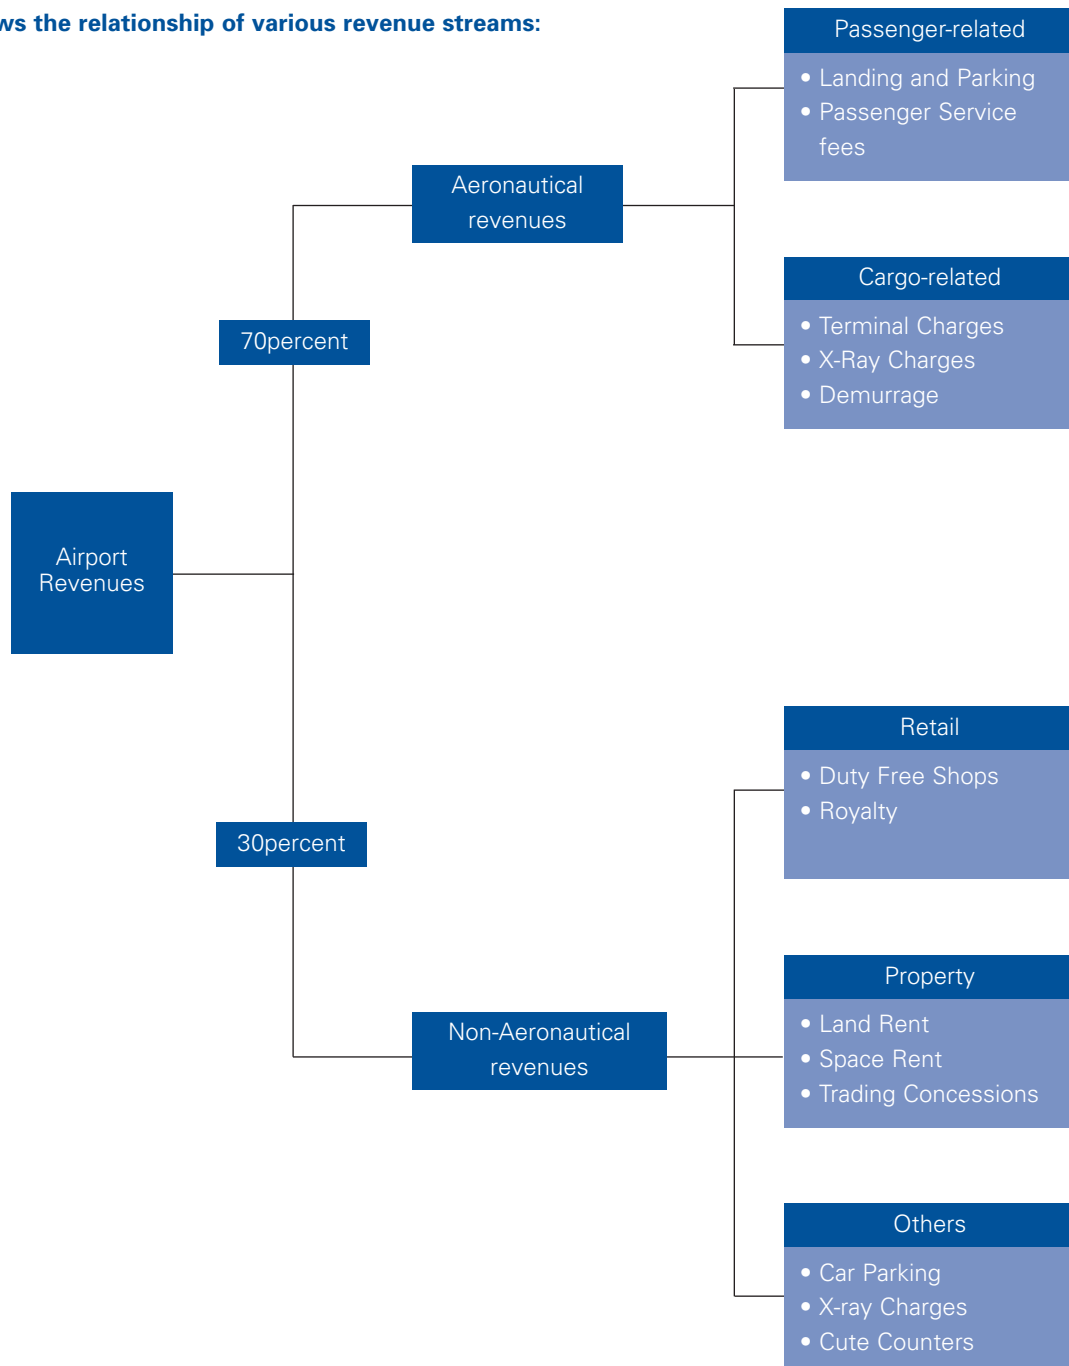 ws the relationship of various revenue streams:
Passenger-related
• Landing and Parking
• Passenger Service
fees
Aeronautical
revenues
Cargo-related
• Terminal Charges
• X-Ray Charges
• Demurrage
70percent
Airport
Revenues
Retail
• Duty Free Shops
• Royalty
30percent
Property
• Land Rent
• Space Rent
• Trading Concessions
Non-Aeronautical
revenues
Others
• Car Parking
• X-ray Charges
• Cute Counters